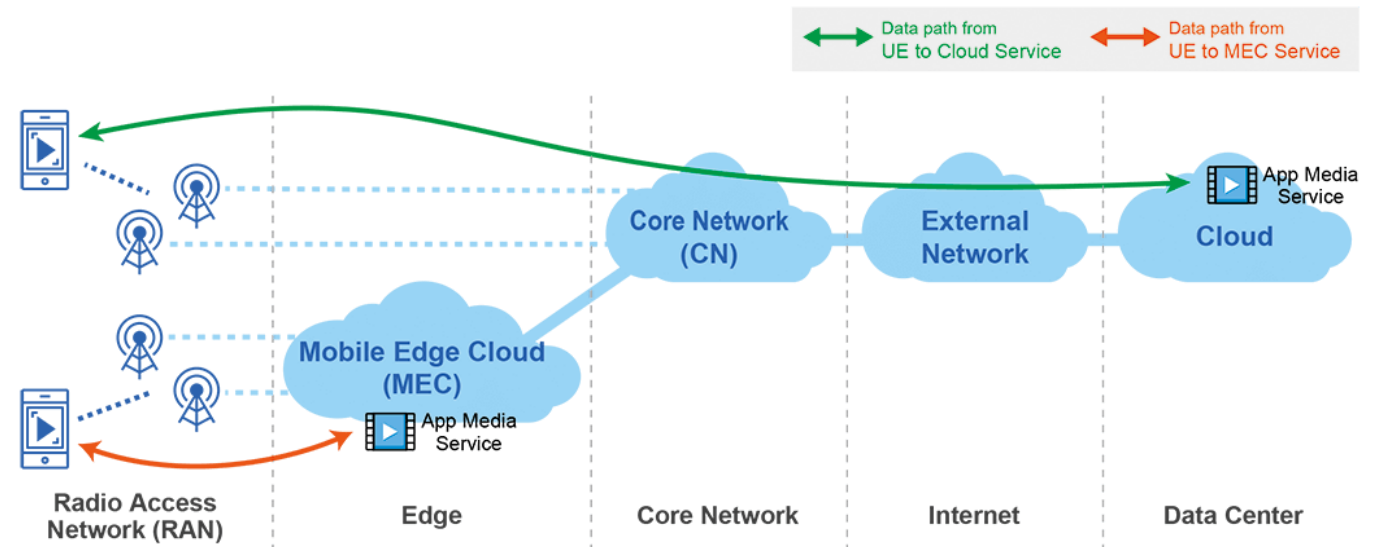 Data path from
UE to Cloud Service
Data path from
UE to MEC Service
App Media
Service
Core Network
(CN)
External
Network
Cloud
Mobile Edge Cloud
(MEC)
App Media
Service
Radio Access
Network (RAN)
Edge
Core Network
Internet
Data Center